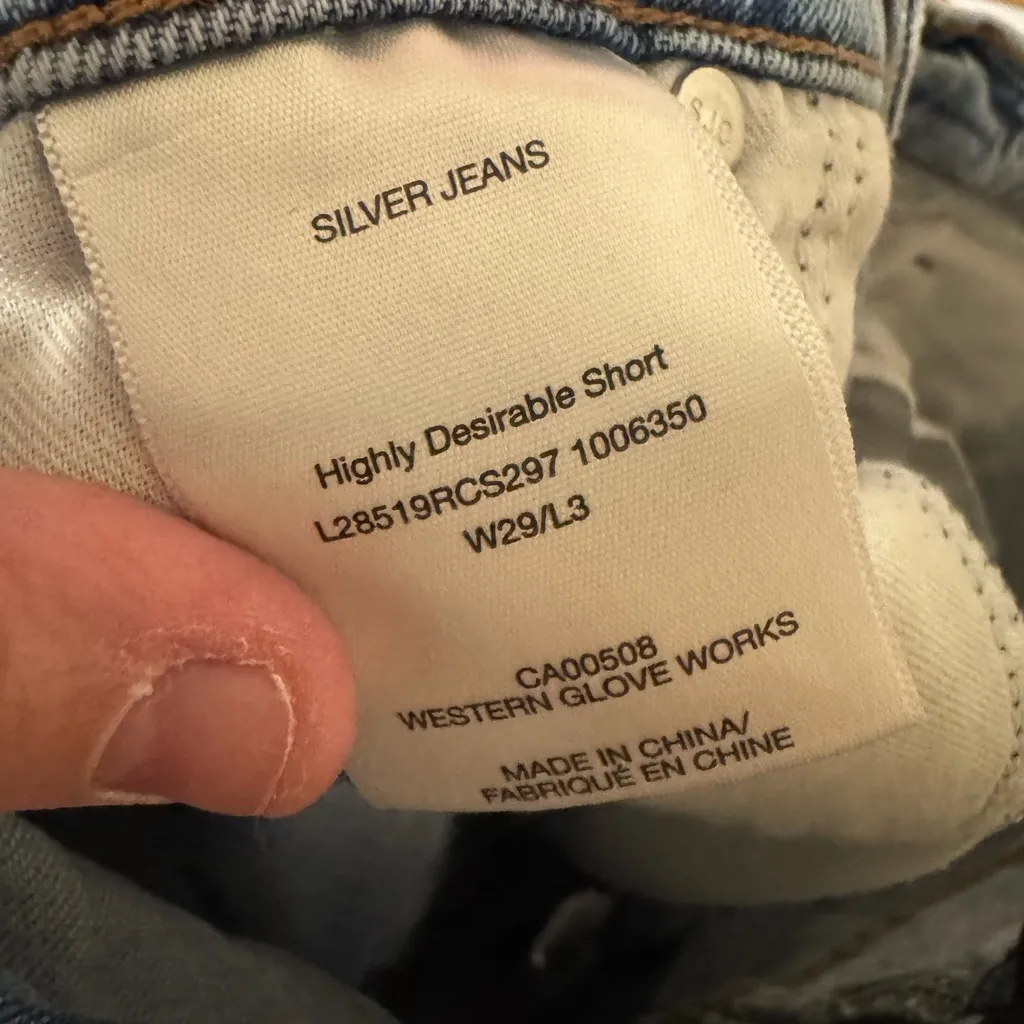 SJC
SILVER JEANS
Highly Desirable Short
L28519RCS297 1006350
W29/L3
CA00508
WESTERN GLOVE WORKS
MADE IN CHINA/
FABRIQUÉ EN CHINE